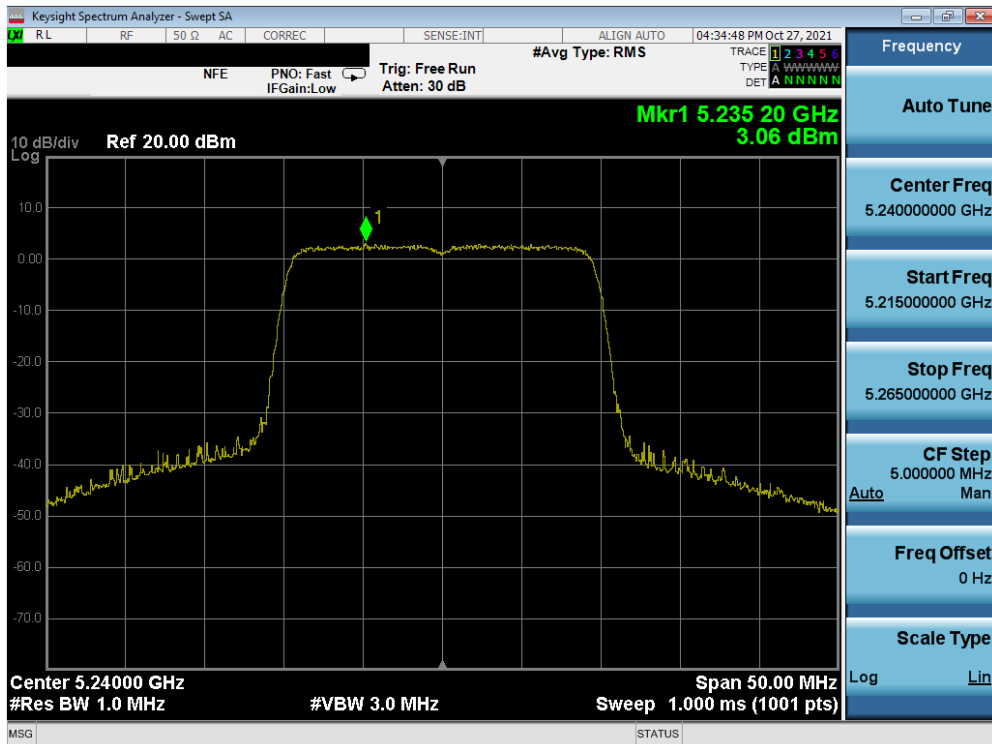 Keysight Spectrum Analyzer - Swept SA
LXI RL RF 50 Ω AC CORREC SENSE:INT ALIGN AUTO 04:34:48 PM Oct 27, 2021
#Avg Type: RMS TRACE 1 2 3 4 5 6
NFE PNO: Fast Trig: Free Run TYPE A WWWWW
IFGain:Low Atten: 30 dB DET A N N N N N
Mkr1 5.235 20 GHz
3.06 dBm
10 dB/div Ref 20.00 dBm
Log
1
10.0
0.00
-10.0
-20.0
-30.0
-40.0
-50.0
-60.0
-70.0
Center 5.24000 GHz Span 50.00 MHz
#Res BW 1.0 MHz #VBW 3.0 MHz Sweep 1.000 ms (1001 pts)
MSG STATUS
Frequency
Auto Tune
Center Freq
5.240000000 GHz
Start Freq
5.215000000 GHz
Stop Freq
5.265000000 GHz
CF Step
5.000000 MHz
Auto Man
Freq Offset
0 Hz
Scale Type
Log Lin